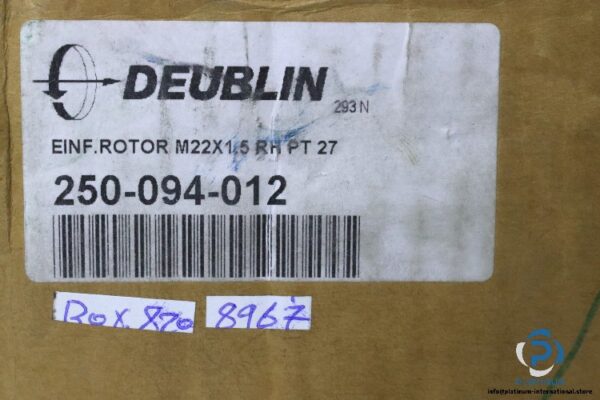 DEUBLIN
293 N
EINF.ROTOR M22X1.5 RH PT 27
250-094-012
Box 870 8967
info@platinum-international.store